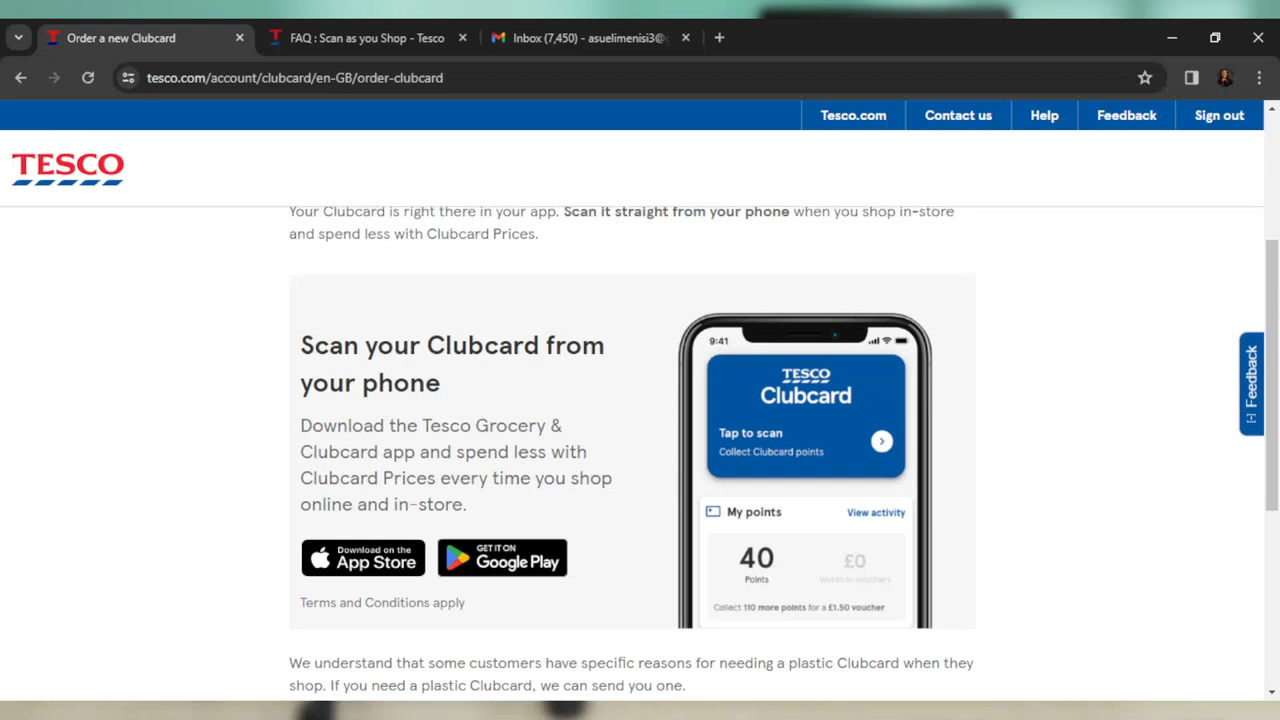 Order a new Clubcard
FAQ : Scan as you Shop - Tesco
Inbox (7,450) - asuelimenisi3@
tesco.com/account/clubcard/en-GB/order-clubcard
Tesco.com
Contact us
Help
Feedback
Sign out
TESCO
Your Clubcard is right there in your app. Scan it straight from your phone when you shop in-store
and spend less with Clubcard Prices.
Scan your Clubcard from
your phone
Download the Tesco Grocery &
Clubcard app and spend less with
Clubcard Prices every time you shop
online and in-store.
Download on the
App Store
GET IT ON
Google Play
Terms and Conditions apply
9:41
TESCO
Clubcard
Tap to scan
Collect Clubcard points
My points
View activity
40
£0
Points
Worth in vouchers
Collect 110 more points for a £1.50 voucher
Feedback
We understand that some customers have specific reasons for needing a plastic Clubcard when they
shop. If you need a plastic Clubcard, we can send you one.